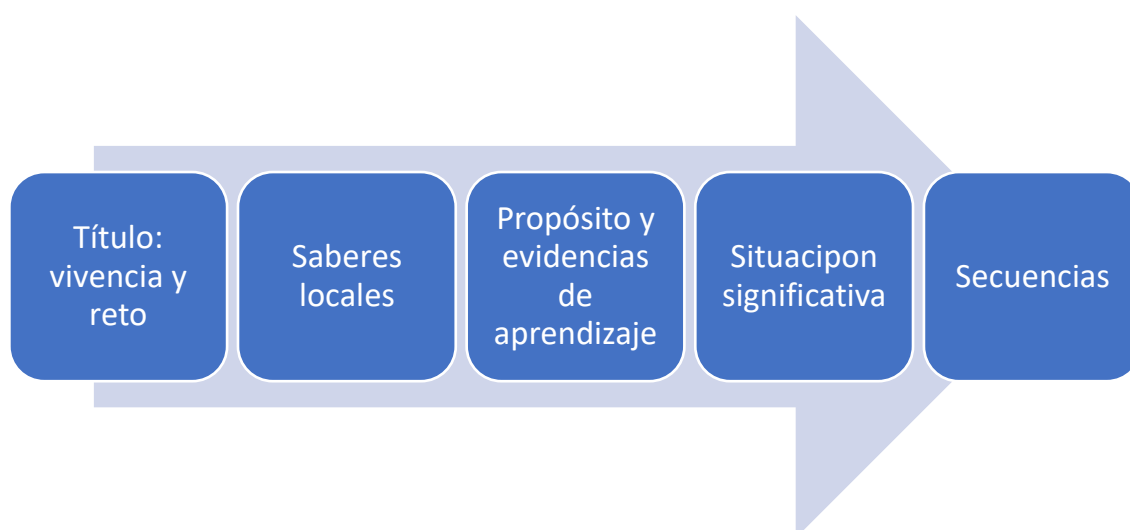 Título:
vivencia y
reto
Saberes
locales
Propósito y
evidencias
de
aprendizaje
Situacipon
significativa
Secuencias